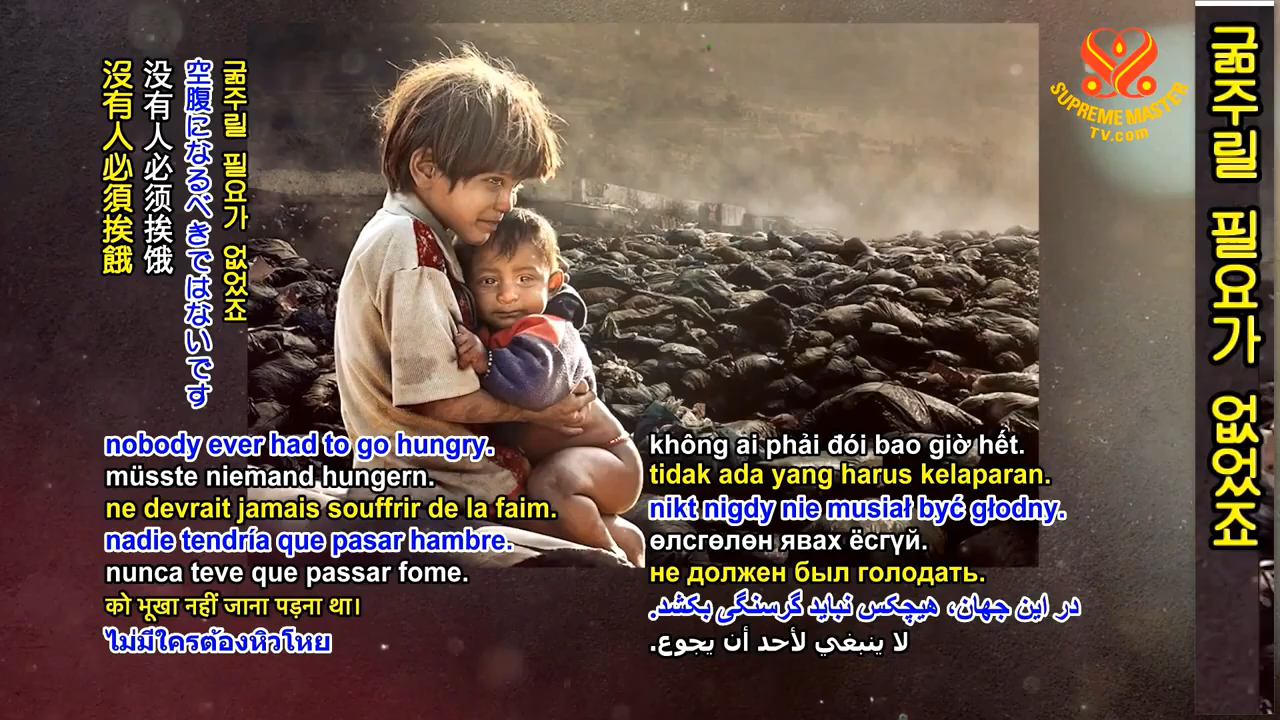 沒有人必須挨餓
没有人必须挨饿
空腹になるべきではないです
굶주릴 필요가 없었죠
nobody ever had to go hungry.
müsste niemand hungern.
ne devrait jamais souffrir de la faim.
nadie tendría que pasar hambre.
nunca teve que passar fome.
को भूखा नहीं जाना पड़ना था।
ไม่มีใครต้องหิวโหย
không ai phải đói bao giờ hết.
tidak ada yang harus kelaparan.
nikt nigdy nie musiał być głodny.
өлсгөлөн явах ёсгүй.
не должен был голодать.
در این جهان، هیچکس نباید گرسنگی بکشد.
لا ينبغي لأحد أن يجوع.
SUPREME MASTER
TV.com
굶주릴 필요가 없었죠